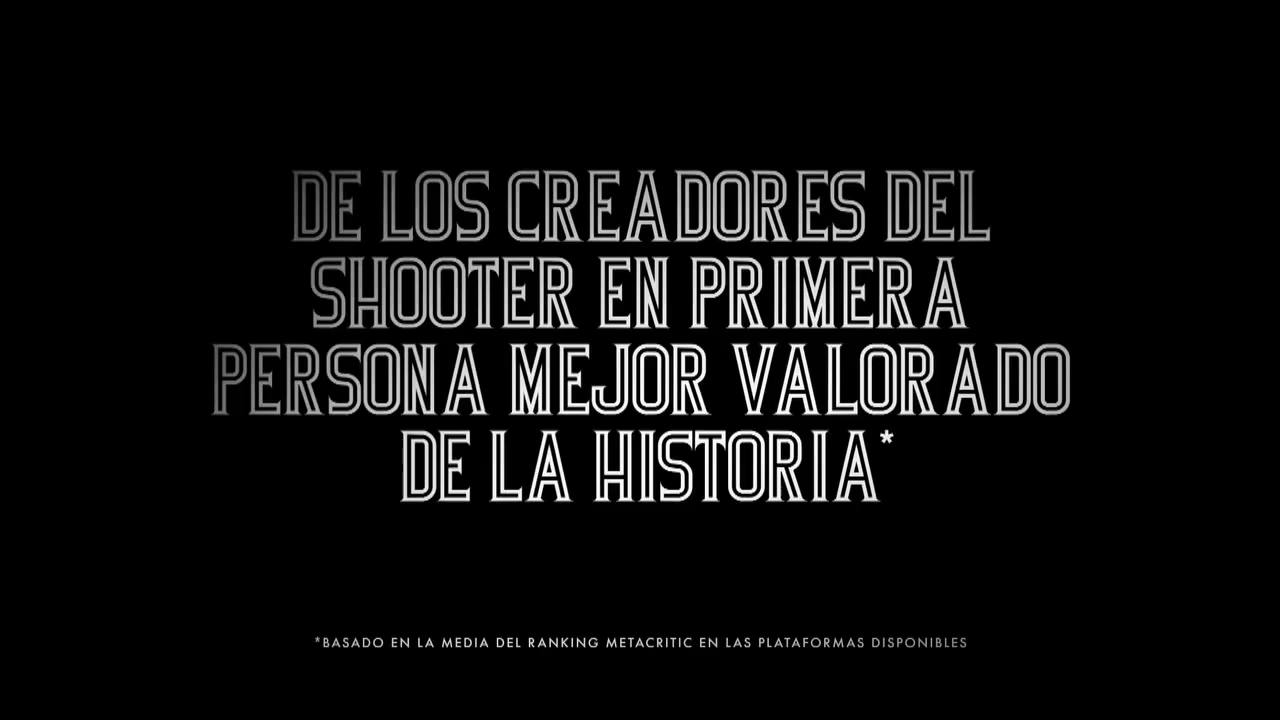 DE LOS CREADORES DEL
SHOOTER EN PRIMERA
PERSONA MEJOR VALORADO
DE LA HISTORIA*
*BASADO EN LA MEDIA DEL RANKING METACRITIC EN LAS PLATAFORMAS DISPONIBLES